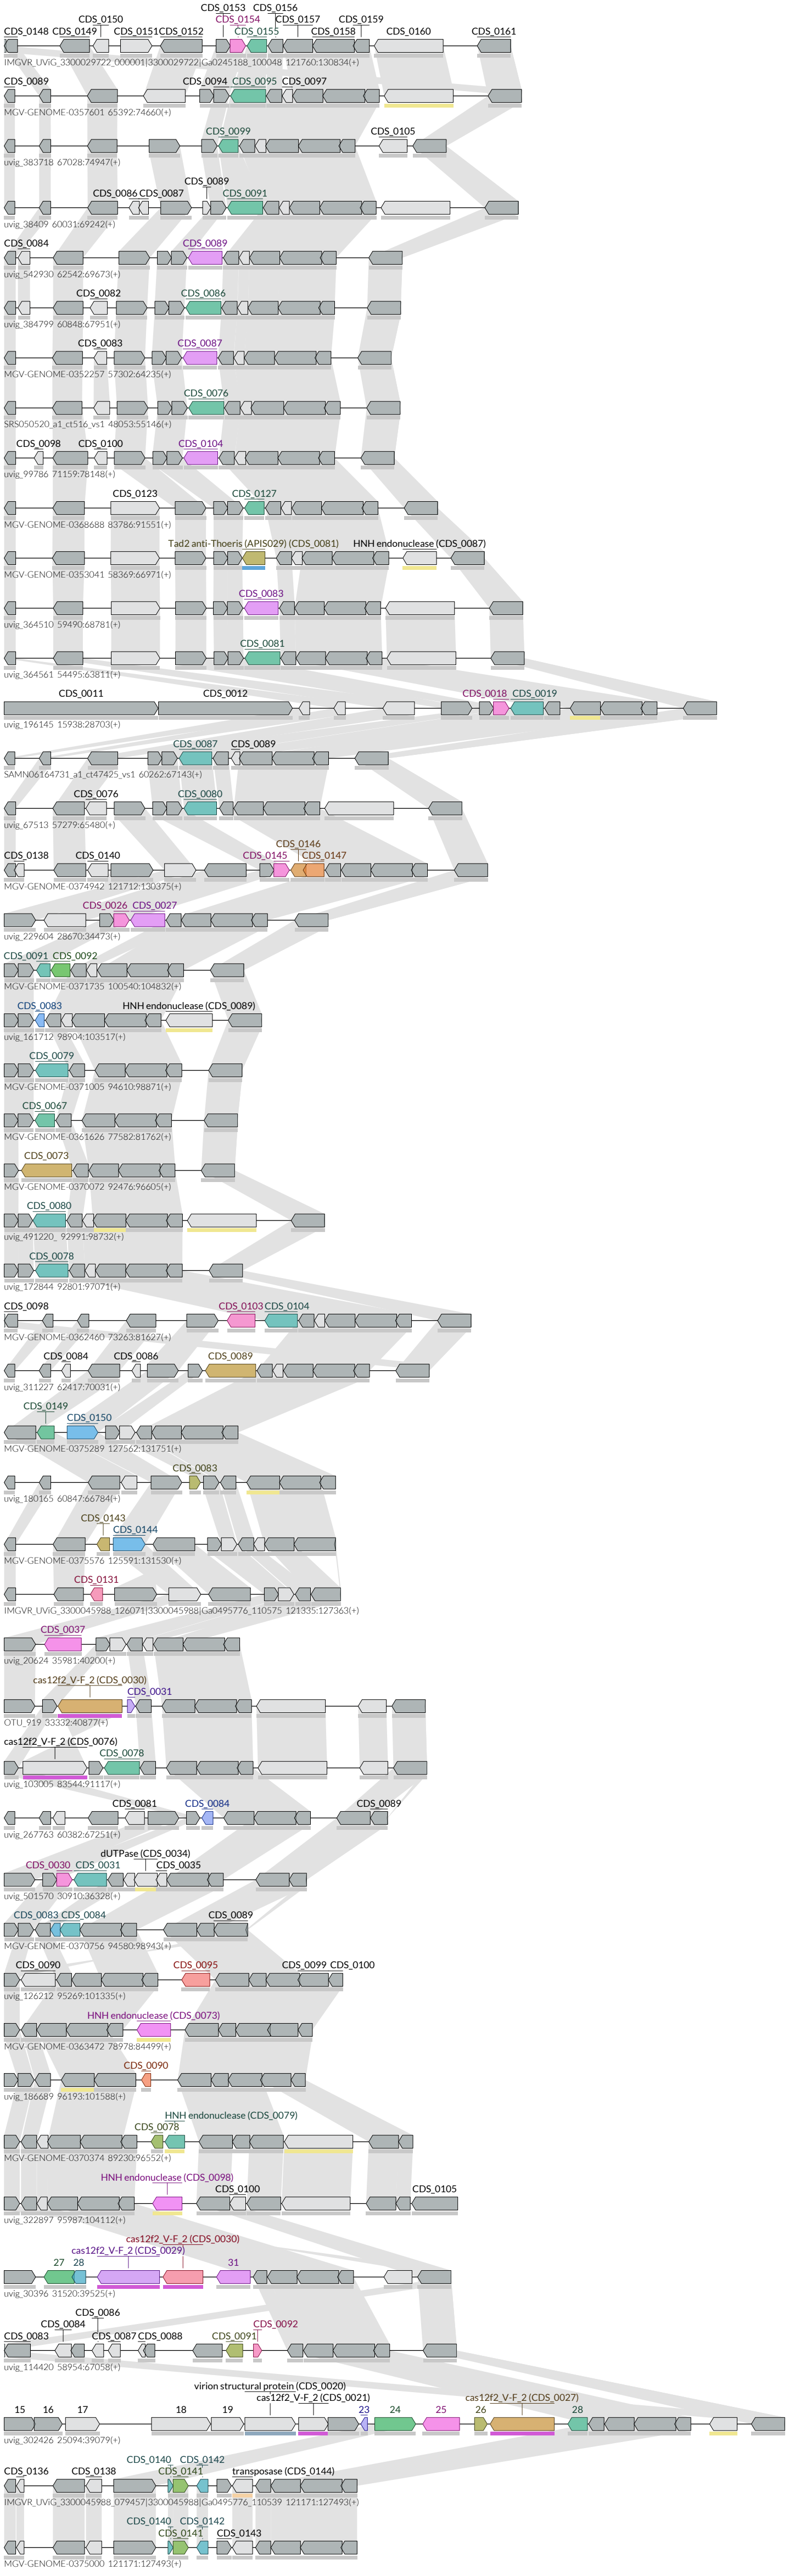 CDS_0153 CDS_0156
CDS_0150 CDS_0154 CDS_0157 CDS_0159
CDS_0148 CDS_0149 CDS_0151 CDS_0152 CDS_0155 CDS_0158 CDS_0160 CDS_0161
IMGVR_UViG_3300029722_000001|3300029722|Ga0245188_100048 121760:130834(+)
CDS_0089 CDS_0094 CDS_0095 CDS_0097
MGV-GENOME-0357601 65392:74660(+)
CDS_0099 CDS_0105
uvig_383718 67028:74947(+)
CDS_0089
CDS_0086 CDS_0087 CDS_0091
uvig_38409 60031:69242(+)
CDS_0084 CDS_0089
uvig_542930 62542:69673(+)
CDS_0082 CDS_0086
uvig_384799 60848:67951(+)
CDS_0083 CDS_0087
MGV-GENOME-0352257 57302:64235(+)
CDS_0076
SRS050520_a1_ct516_vs1 48053:55146(+)
CDS_0098 CDS_0100 CDS_0104
uvig_99786 71159:78148(+)
CDS_0123 CDS_0127
MGV-GENOME-0368688 83786:91551(+)
Tad2 anti-Thoeris (APIS029) (CDS_0081) HNH endonuclease (CDS_0087)
MGV-GENOME-0353041 58369:66971(+)
CDS_0083
uvig_364510 59490:68781(+)
CDS_0081
uvig_364561 54495:63811(+)
CDS_0011 CDS_0012 CDS_0018 CDS_0019
uvig_196145 15938:28703(+)
CDS_0087 CDS_0089
SAMN06164731_a1_ct47425_vs1 60262:67143(+)
CDS_0076 CDS_0080
uvig_67513 57279:65480(+)
CDS_0146
CDS_0138 CDS_0140 CDS_0145 CDS_0147
MGV-GENOME-0374942 121712:130375(+)
CDS_0026 CDS_0027
uvig_229604 28670:34473(+)
CDS_0091 CDS_0092
MGV-GENOME-0371735 100540:104832(+)
CDS_0083 HNH endonuclease (CDS_0089)
uvig_161712 98904:103517(+)
CDS_0079
MGV-GENOME-0371005 94610:98871(+)
CDS_0067
MGV-GENOME-0361626 77582:81762(+)
CDS_0073
MGV-GENOME-0370072 92476:96605(+)
CDS_0080
uvig_491220_ 92991:98732(+)
CDS_0078
uvig_172844 92801:97071(+)
CDS_0098 CDS_0103 CDS_0104
MGV-GENOME-0362460 73263:81627(+)
CDS_0084 CDS_0086 CDS_0089
uvig_311227 62417:70031(+)
CDS_0149
CDS_0150
MGV-GENOME-0375289 127562:131751(+)
CDS_0083
uvig_180165 60847:66784(+)
CDS_0143
CDS_0144
MGV-GENOME-0375576 125591:131530(+)
CDS_0131
IMGVR_UViG_3300045988_126071|3300045988|Ga0495776_110575 121335:127363(+)
CDS_0037
uvig_20624 35981:40200(+)
cas12f2_V-F_2 (CDS_0030)
CDS_0031
OTU_919 33332:40877(+)
cas12f2_V-F_2 (CDS_0076)
CDS_0078
uvig_103005 83544:91117(+)
CDS_0081 CDS_0084 CDS_0089
uvig_267763 60382:67251(+)
dUTPase (CDS_0034)
CDS_0030 CDS_0031 CDS_0035
uvig_501570 30910:36328(+)
CDS_0083 CDS_0084 CDS_0089
MGV-GENOME-0370756 94580:98943(+)
CDS_0090 CDS_0095 CDS_0099 CDS_0100
uvig_126212 95269:101335(+)
HNH endonuclease (CDS_0073)
MGV-GENOME-0363472 78978:84499(+)
CDS_0090
uvig_186689 96193:101588(+)
HNH endonuclease (CDS_0079)
CDS_0078
MGV-GENOME-0370374 89230:96552(+)
HNH endonuclease (CDS_0098)
CDS_0100 CDS_0105
uvig_322897 95987:104112(+)
cas12f2_V-F_2 (CDS_0030)
cas12f2_V-F_2 (CDS_0029)
27 28 31
uvig_30396 31520:39525(+)
CDS_0086
CDS_0084 CDS_0092
CDS_0083 CDS_0087 CDS_0088 CDS_0091
uvig_114420 58954:67058(+)
virion structural protein (CDS_0020)
cas12f2_V-F_2 (CDS_0021) cas12f2_V-F_2 (CDS_0027)
15 16 17 18 19 23 24 25 26 28
uvig_302426 25094:39079(+)
CDS_0140 CDS_0142
CDS_0136 CDS_0138 CDS_0141 transposase (CDS_0144)
IMGVR_UViG_3300045988_079457|3300045988|Ga0495776_110539 121171:127493(+)
CDS_0140 CDS_0142
CDS_0141 CDS_0143
MGV-GENOME-0375000 121171:127493(+)